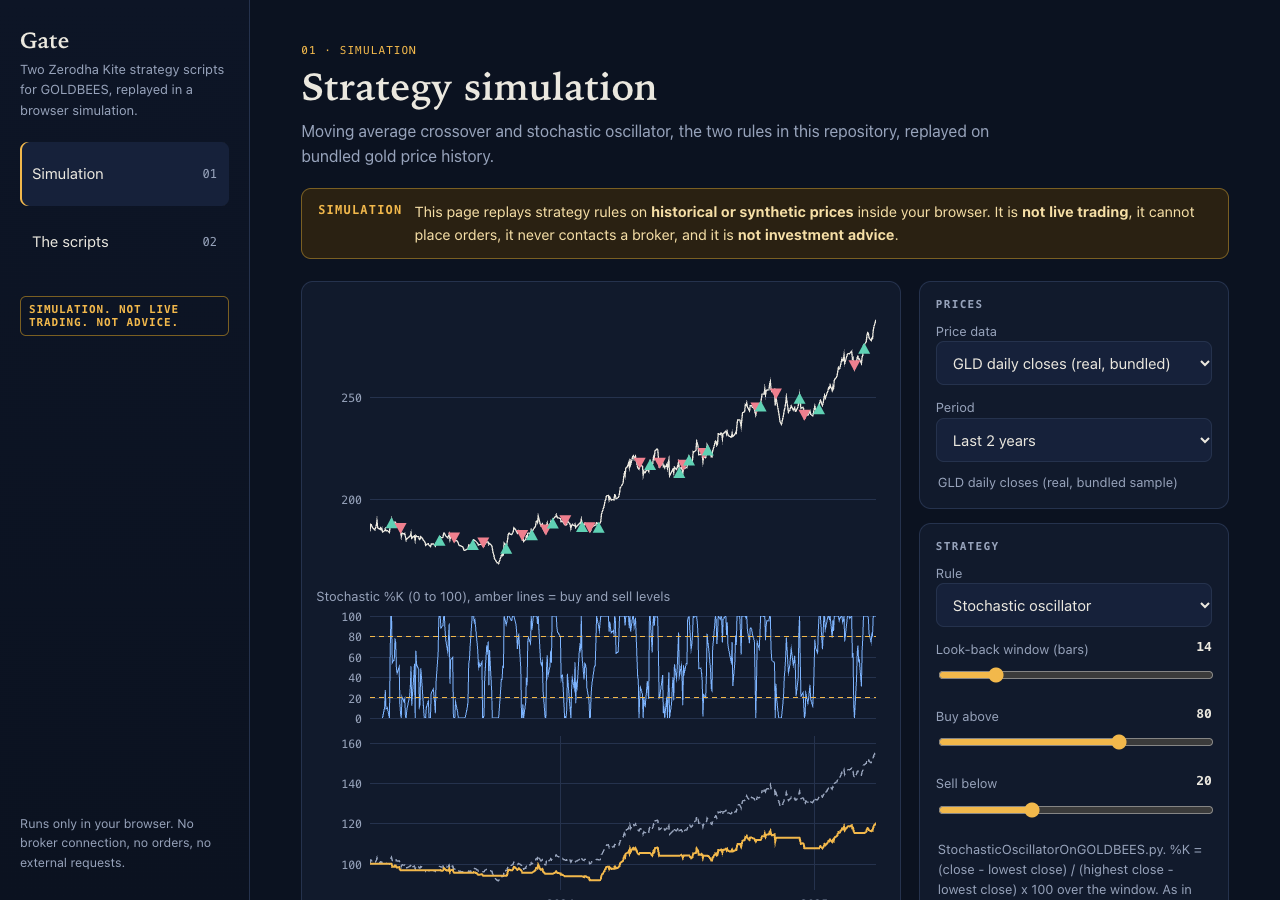 Gate
Two Zerodha Kite strategy scripts
for GOLDBEES, replayed in a
browser simulation.
Simulation 01
The scripts 02
SIMULATION. NOT LIVE
TRADING. NOT ADVICE.
Runs only in your browser. No
broker connection, no orders, no
external requests.
01 · SIMULATION
Strategy simulation
Moving average crossover and stochastic oscillator, the two rules in this repository, replayed on
bundled gold price history.
SIMULATION This page replays strategy rules on historical or synthetic prices inside your browser. It is not live trading, it cannot
place orders, it never contacts a broker, and it is not investment advice.
250
200
Stochastic %K (0 to 100), amber lines = buy and sell levels
100
80
60
40
20
0
160
140
120
100
PRICES
Price data
GLD daily closes (real, bundled)
Period
Last 2 years
GLD daily closes (real, bundled sample)
STRATEGY
Rule
Stochastic oscillator
Look-back window (bars) 14
Buy above 80
Sell below 20
StochasticOscillatorOnGOLDBEES.py. %K =
(close - lowest close) / (highest close -
lowest close) x 100 over the window. As in